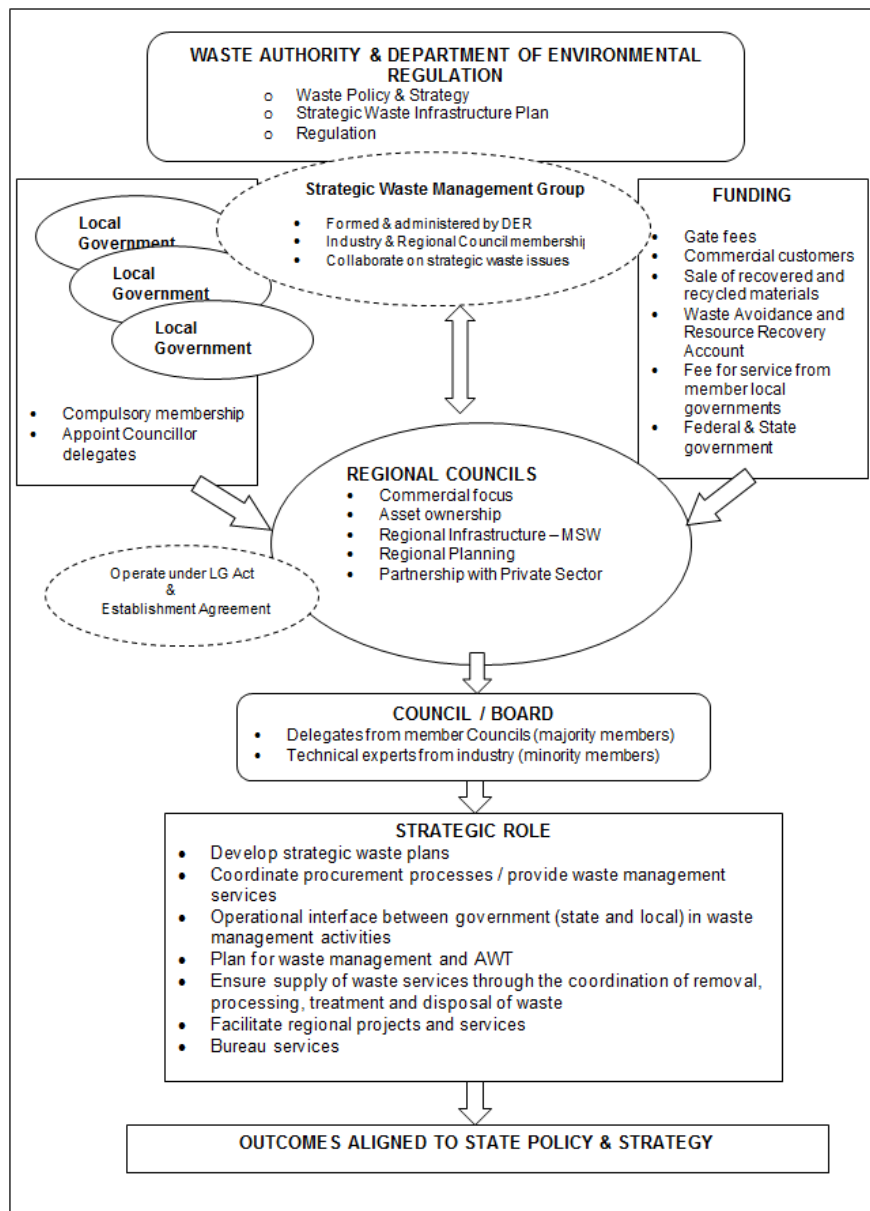 WASTE AUTHORITY & DEPARTMENT OF ENVIRONMENTAL
REGULATION
o Waste Policy & Strategy
o Strategic Waste Infrastructure Plan
o Regulation
Strategic Waste Management Group
• Formed & administered by DER
• Industry & Regional Council membership
• Collaborate on strategic waste issues
Local
Government
Local
Government
Local
Government
• Compulsory membership
• Appoint Councillor
delegates
FUNDING
• Gate fees
• Commercial customers
• Sale of recovered and
recycled materials
• Waste Avoidance and
Resource Recovery
Account
• Fee for service from
member local
governments
• Federal & State
government
REGIONAL COUNCILS
• Commercial focus
• Asset ownership
• Regional Infrastructure – MSW
• Regional Planning
• Partnership with Private Sector
Operate under LG Act
&
Establishment Agreement
COUNCIL / BOARD
• Delegates from member Councils (majority members)
• Technical experts from industry (minority members)
STRATEGIC ROLE
• Develop strategic waste plans
• Coordinate procurement processes / provide waste management
services
• Operational interface between government (state and local) in waste
management activities
• Plan for waste management and AWT
• Ensure supply of waste services through the coordination of removal,
processing, treatment and disposal of waste
• Facilitate regional projects and services
• Bureau services
OUTCOMES ALIGNED TO STATE POLICY & STRATEGY